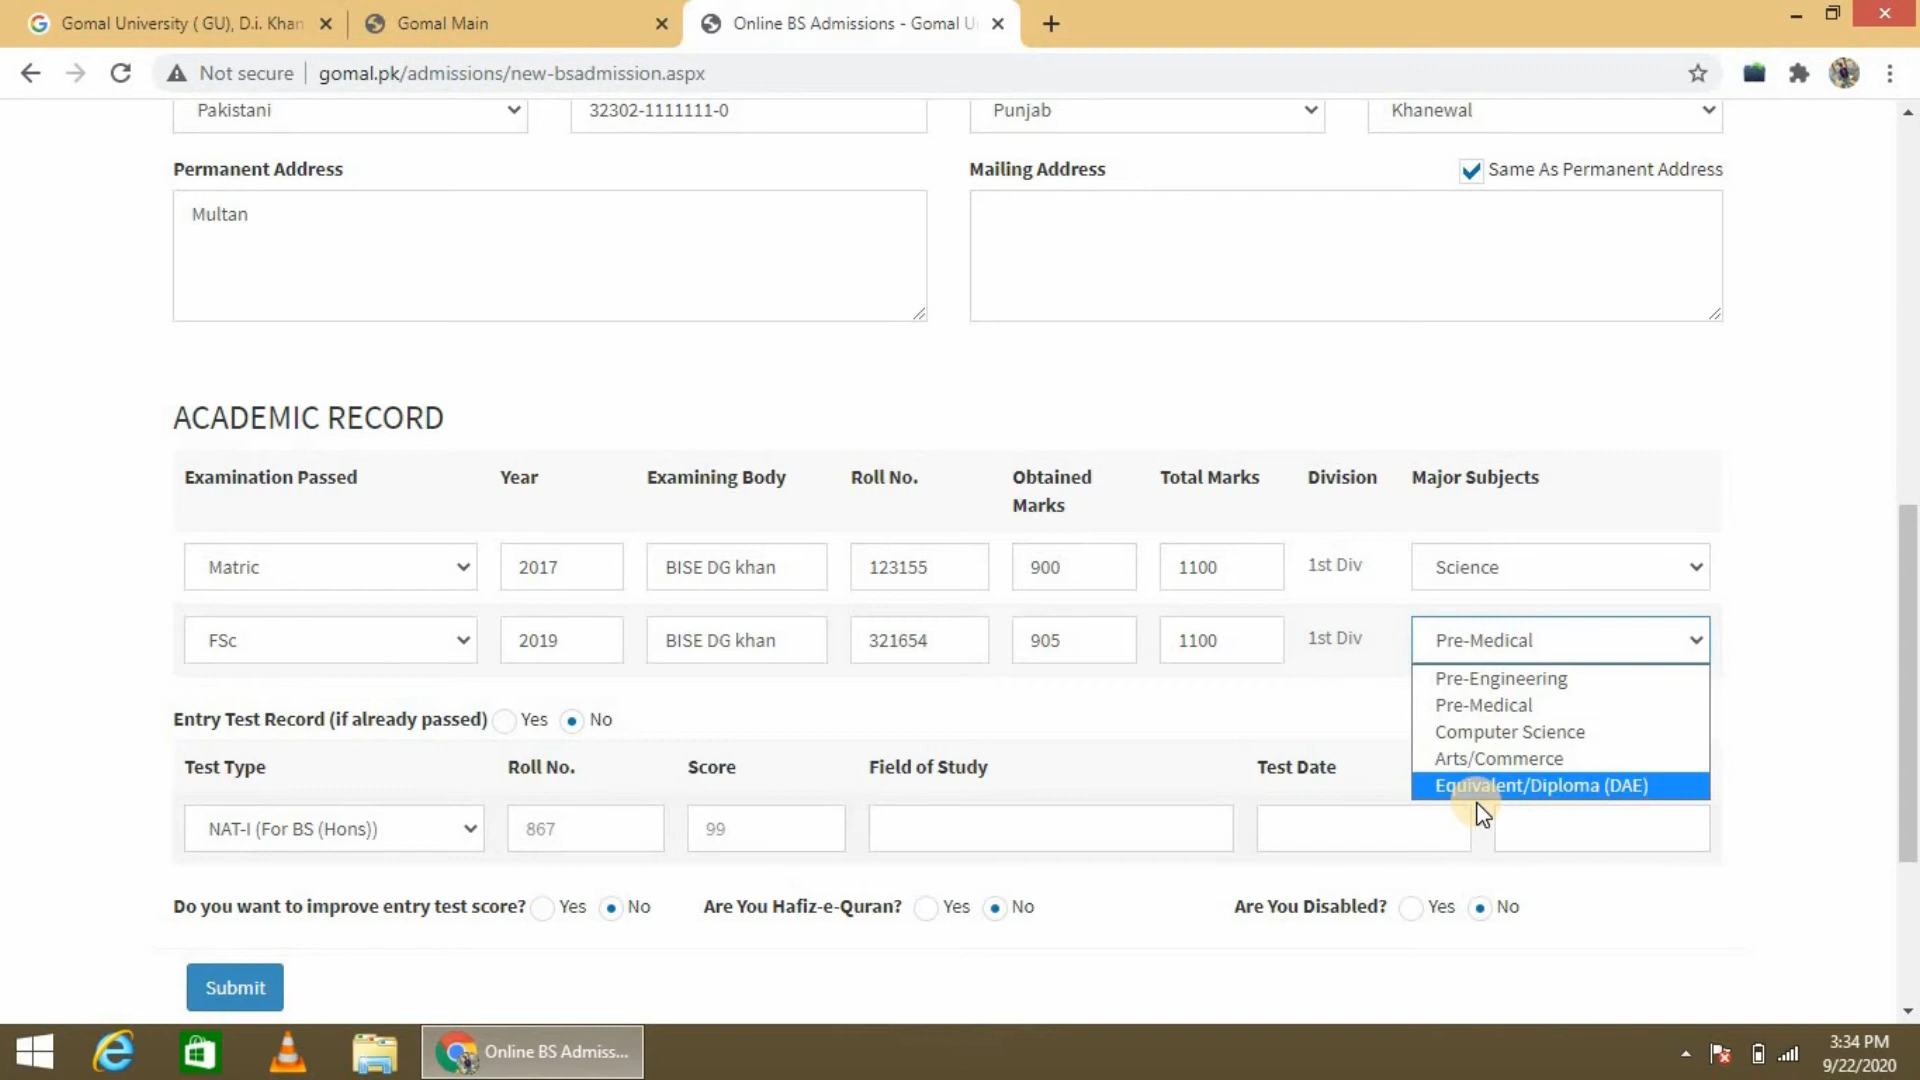 Gomal University ( GU), D.i. Khan
Gomal Main
Online BS Admissions - Gomal U
Not secure
gomal.pk/admissions/new-bsadmission.aspx
Pakistani
32302-1111111-0
Punjab
Khanewal
Permanent Address
Mailing Address
Same As Permanent Address
Multan
ACADEMIC RECORD
Examination Passed
Year
Examining Body
Roll No.
Obtained
Marks
Total Marks
Division
Major Subjects
Matric
2017
BISE DG khan
123155
900
1100
1st Div
Science
FSc
2019
BISE DG khan
321654
905
1100
1st Div
Pre-Medical
Pre-Engineering
Pre-Medical
Computer Science
Arts/Commerce
Equivalent/Diploma (DAE)
Entry Test Record (if already passed)
Yes
No
Test Type
Roll No.
Score
Field of Study
Test Date
NAT-I (For BS (Hons))
867
99
Do you want to improve entry test score?
Yes
No
Are You Hafiz-e-Quran?
Yes
No
Are You Disabled?
Yes
No
Submit
Online BS Admiss...
3:34 PM
9/22/2020